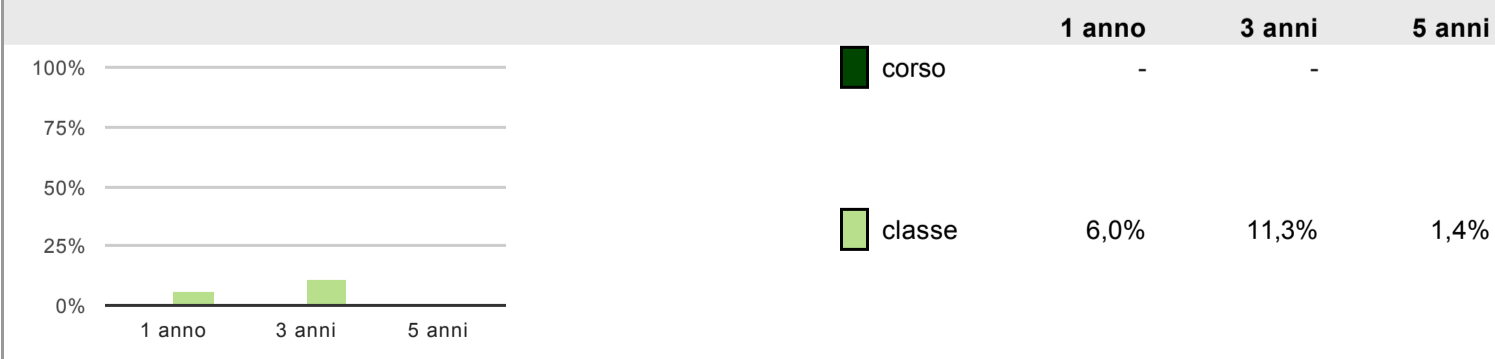 1 anno 3 anni 5 anni
100%
75%
50%
25%
0%
1 anno 3 anni 5 anni
corso - -
classe 6,0% 11,3% 1,4%